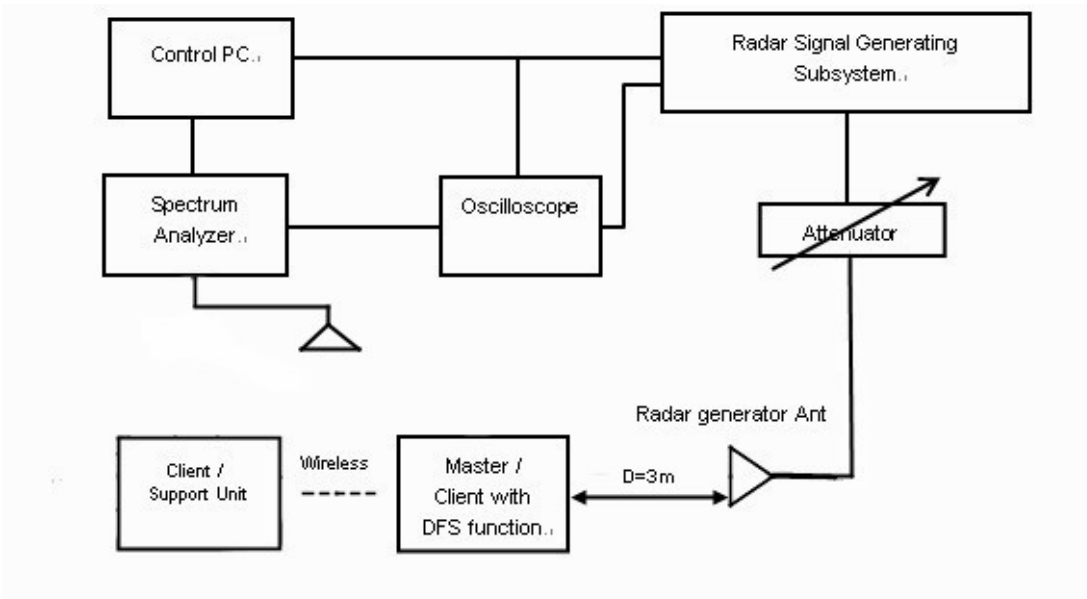 Control PC.
Radar Signal Generating
Subsystem.
Spectrum
Analyzer.
Oscilloscope
Attenuator
Radar generator Ant
Client /
Support Unit
Wireless
Master /
Client with
DFS function.
D=3m